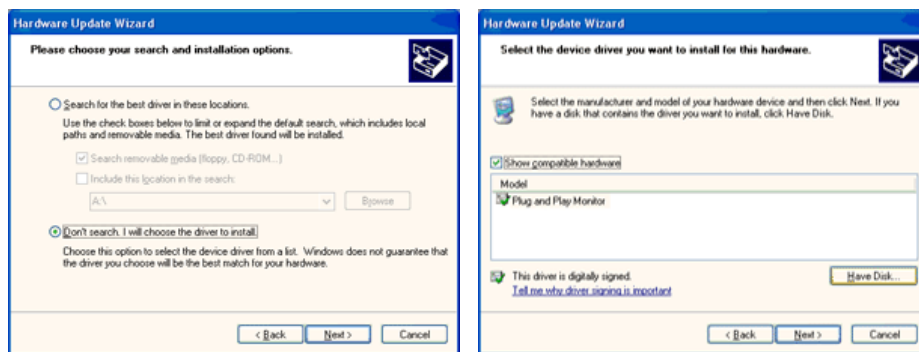 Hardware Update Wizard
Please choose your search and installation options.
Search for the best driver in these locations.
Use the check boxes below to limit or expand the default search, which includes local
paths and removable media. The best driver found will be installed.
Search removable media (floppy, CD-ROM...)
Include this location in the search:
A:\
Browse
Don't search. I will choose the driver to install.
Choose this option to select the device driver from a list. Windows does not guarantee that
the driver you choose will be the best match for your hardware.
< Back
Next >
Cancel
Hardware Update Wizard
Select the device driver you want to install for this hardware.
Select the manufacturer and model of your hardware device and then click Next. If you
have a disk that contains the driver you want to install, click Have Disk.
Show compatible hardware
Model
Plug and Play Monitor
This driver is digitally signed.
Tell me why driver signing is important
Have Disk...
< Back
Next >
Cancel